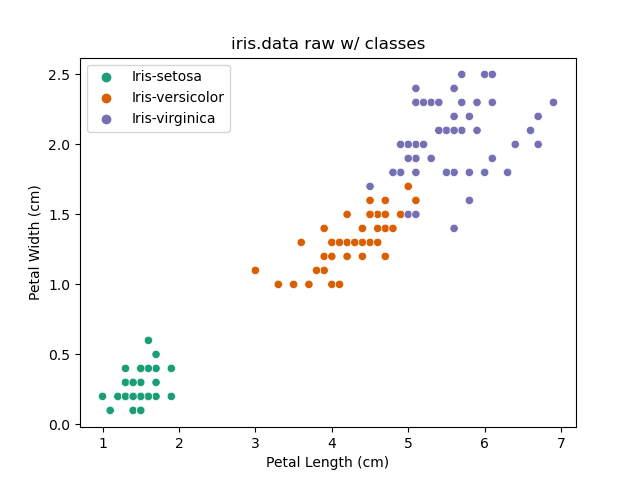 iris.data raw w/ classes
Iris-setosa
Iris-versicolor
Iris-virginica
2.5
2.0
1.5
1.0
0.5
0.0
Petal Width (cm)
1 2 3 4 5 6 7
Petal Length (cm)